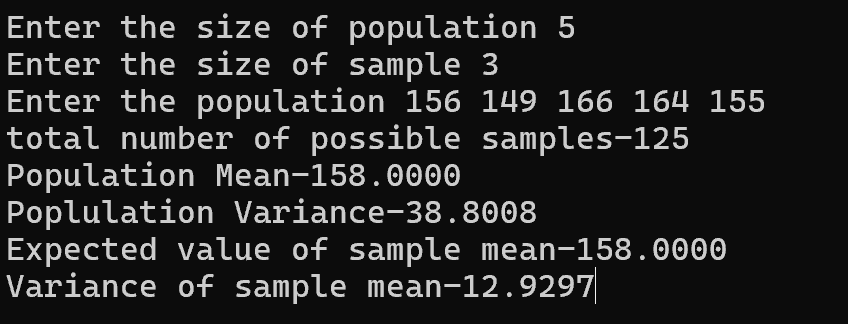 Enter the size of population 5
Enter the size of sample 3
Enter the population 156 149 166 164 155
total number of possible samples-125
Population Mean-158.0000
Poplulation Variance-38.8008
Expected value of sample mean-158.0000
Variance of sample mean-12.9297